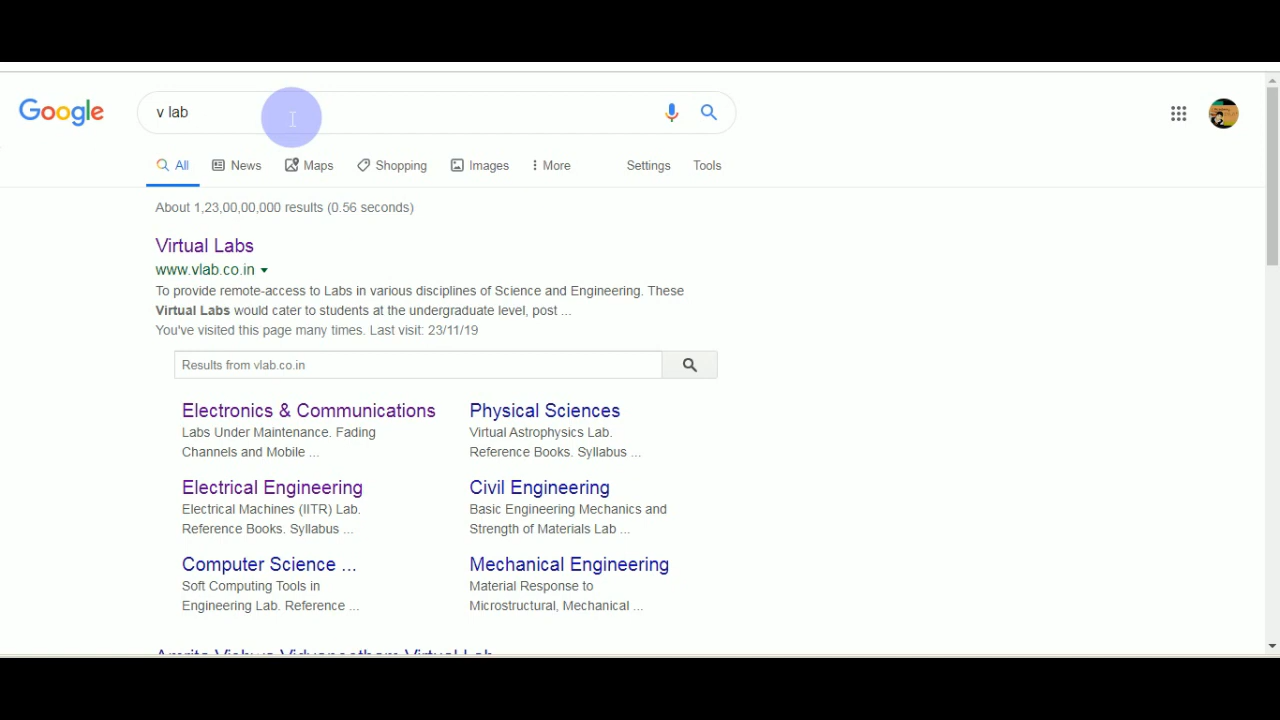 Google
v lab
All News Maps Shopping Images More Settings Tools
About 1,23,00,00,000 results (0.56 seconds)
Virtual Labs
www.vlab.co.in
To provide remote-access to Labs in various disciplines of Science and Engineering. These
Virtual Labs would cater to students at the undergraduate level, post ...
You've visited this page many times. Last visit: 23/11/19
Results from vlab.co.in
Electronics & Communications
Labs Under Maintenance. Fading
Channels and Mobile ...
Physical Sciences
Virtual Astrophysics Lab.
Reference Books. Syllabus ...
Electrical Engineering
Electrical Machines (IITR) Lab.
Reference Books. Syllabus ...
Civil Engineering
Basic Engineering Mechanics and
Strength of Materials Lab ...
Computer Science ...
Soft Computing Tools in
Engineering Lab. Reference ...
Mechanical Engineering
Material Response to
Microstructural, Mechanical ...
Amrita Vishwa Vidyapeetham Virtual Lab